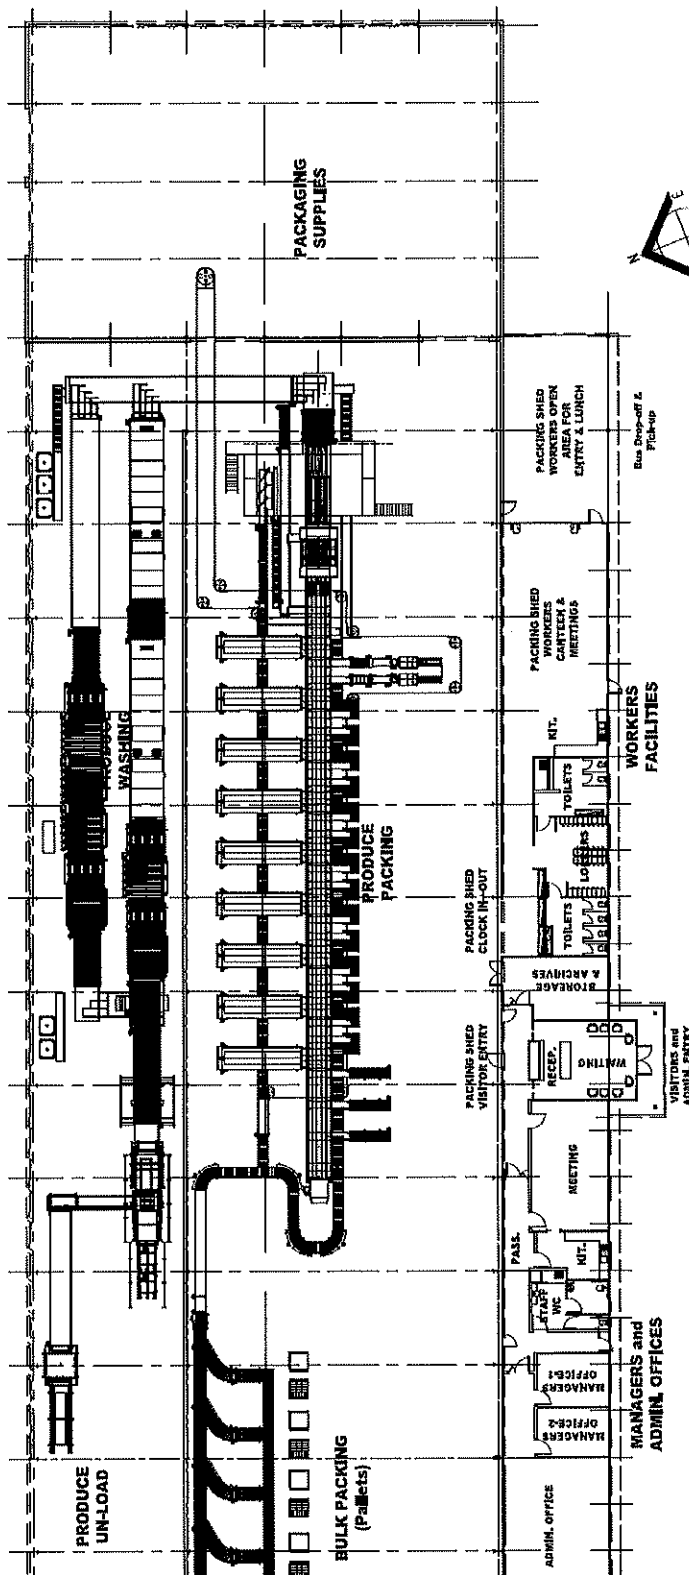 PACKAGING
SUPPLIES
N
E
PACKING SHED
WORKERS OPEN
AREA FOR
ENTRY & LUNCH
Bus Drop-off &
Pick-up
PACKING SHED
WORKERS
CANTEEN &
MEETINGS
WORKERS
FACILITIES
KIT.
TOILETS
LOCKERS
TOILETS
PRODUCE
WASHING
PRODUCE
PACKING
PACKING SHED
CLOCK IN-OUT
STOREAGE
& ARCHIVES
PACKING SHED
VISITOR ENTRY
RECEP.
WAITING
VISITORS and
ADMIN. ENTRY
MEETING
PASS.
KIT.
STAFF
WC
MANAGERS
OFFICE-1
MANAGERS
OFFICE-2
MANAGERS and
ADMIN. OFFICES
ADMIN. OFFICE
PRODUCE
UN-LOAD
BULK PACKING
(Pallets)